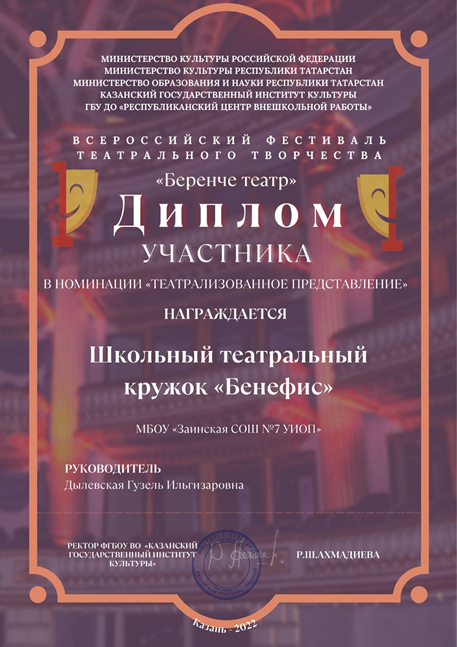 МИНИСТЕРСТВО КУЛЬТУРЫ РОССИЙСКОЙ ФЕДЕРАЦИИ
МИНИСТЕРСТВО КУЛЬТУРЫ РЕСПУБЛИКИ ТАТАРСТАН
МИНИСТЕРСТВО ОБРАЗОВАНИЯ И НАУКИ РЕСПУБЛИКИ ТАТАРСТАН
КАЗАНСКИЙ ГОСУДАРСТВЕННЫЙ ИНСТИТУТ КУЛЬТУРЫ
ГБУ ДО «РЕСПУБЛИКАНСКИЙ ЦЕНТР ВНЕШКОЛЬНОЙ РАБОТЫ»
ВСЕРОССИЙСКИЙ ФЕСТИВАЛЬ
ТЕАТРАЛЬНОГО ТВОРЧЕСТВА
«Беренче театр»
Диплом
УЧАСТНИКА
В НОМИНАЦИИ «ТЕАТРАЛИЗОВАННОЕ ПРЕДСТАВЛЕНИЕ»
НАГРАЖДАЕТСЯ
Школьный театральный
кружок «Бенефис»
МБОУ «Заинская СОШ №7 УИОП»
РУКОВОДИТЕЛЬ
Дылевская Гузель Ильгизаровна
РЕКТОР ФГБОУ ВО «КАЗАНСКИЙ
ГОСУДАРСТВЕННЫЙ ИНСТИТУТ
КУЛЬТУРЫ»
Р.Ш.АХМАДИЕВА
Казань - 2022